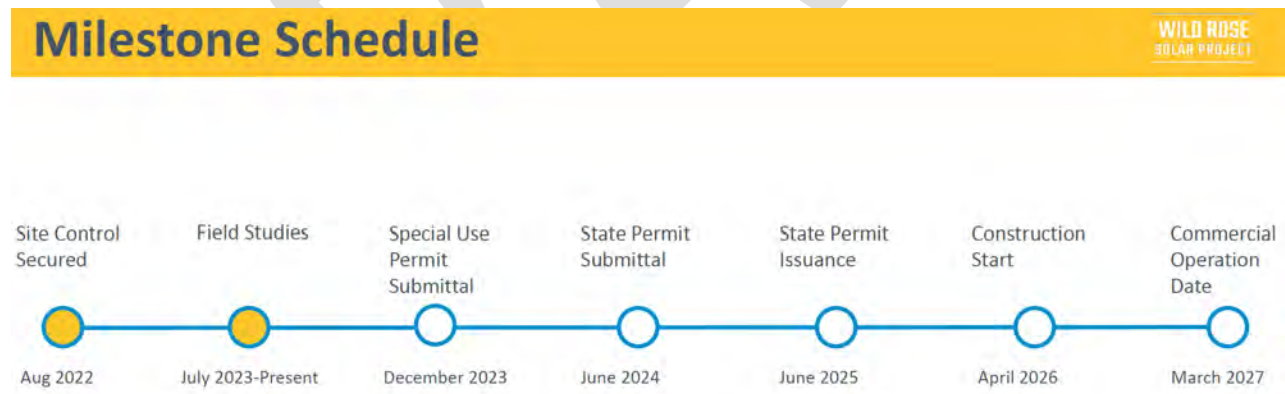 Milestone Schedule
WILD ROSE
SOLAR PROJECT
Site Control
Secured
Field Studies
Special Use
Permit
Submittal
State Permit
Submittal
State Permit
Issuance
Construction
Start
Commercial
Operation
Date
Aug 2022
July 2023-Present
December 2023
June 2024
June 2025
April 2026
March 2027